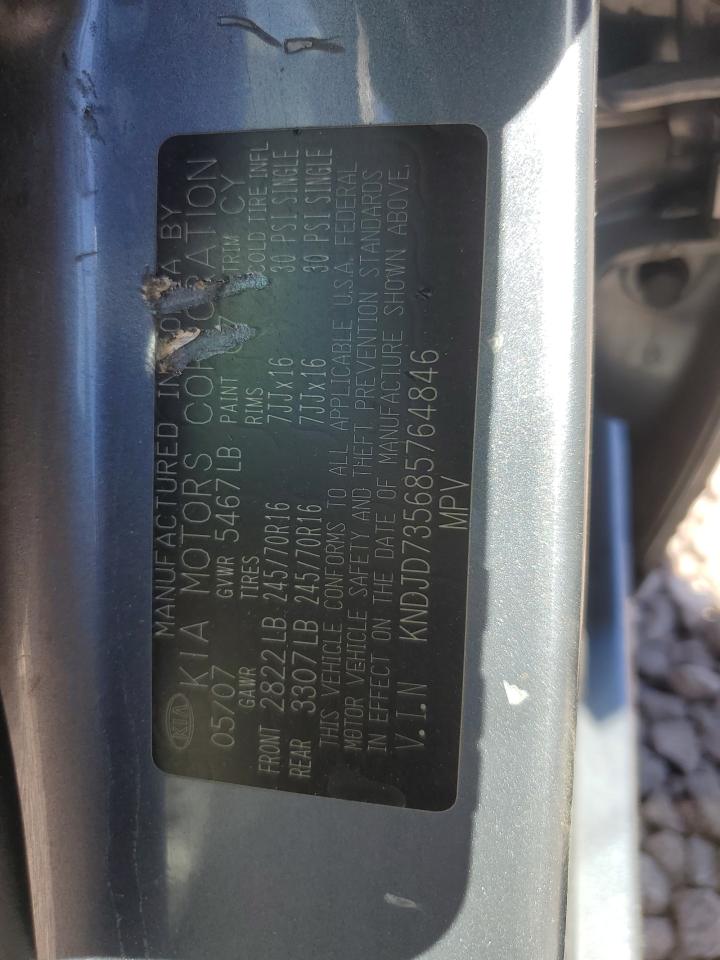 MANUFACTURED IN KOREA BY
KIA MOTORS CORPORATION
05707 GVWR 5467LB PAINT TRIM CY
GAWR TIRES RIMS COLD TIRE INFL
FRONT 2822LB 245/70R16 7JJx16 30 PSI SINGLE
REAR 3307LB 245/70R16 7JJx16 30 PSI SINGLE
THIS VEHICLE CONFORMS TO ALL APPLICABLE U.S.A FEDERAL
MOTOR VEHICLE SAFETY AND THEFT PREVENTION STANDARDS
IN EFFECT ON THE DATE OF MANUFACTURE SHOWN ABOVE.
V.I.N KNDJD735685764846
MPV